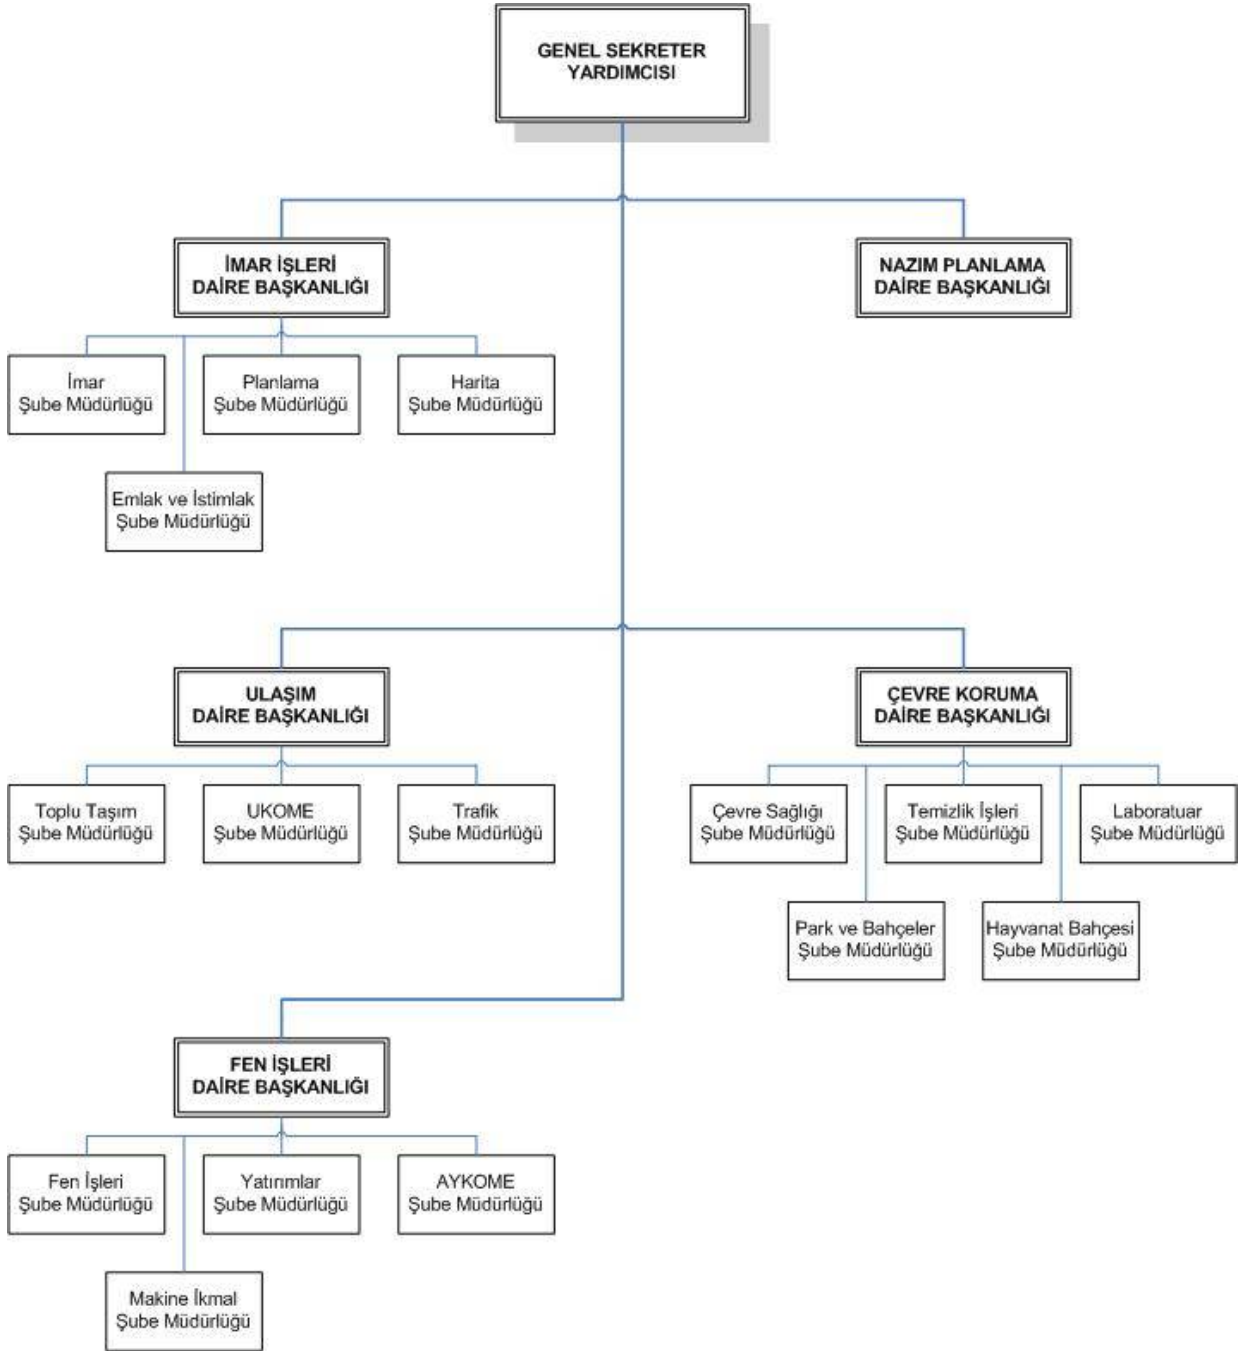 GENEL SEKRETER
YARDIMCISI
İMAR İŞLERİ
DAİRE BAŞKANLIĞI
NAZIM PLANLAMA
DAİRE BAŞKANLIĞI
İmar
Şube Müdürlüğü
Planlama
Şube Müdürlüğü
Harita
Şube Müdürlüğü
Emlak ve İstimlak
Şube Müdürlüğü
ULAŞIM
DAİRE BAŞKANLIĞI
ÇEVRE KORUMA
DAİRE BAŞKANLIĞI
Toplu Taşım
Şube Müdürlüğü
UKOME
Şube Müdürlüğü
Trafik
Şube Müdürlüğü
Çevre Sağlığı
Şube Müdürlüğü
Temizlik İşleri
Şube Müdürlüğü
Laboratuar
Şube Müdürlüğü
Park ve Bahçeler
Şube Müdürlüğü
Hayvanat Bahçesi
Şube Müdürlüğü
FEN İŞLERİ
DAİRE BAŞKANLIĞI
Fen İşleri
Şube Müdürlüğü
Yatırımlar
Şube Müdürlüğü
AYKOME
Şube Müdürlüğü
Makine İkmal
Şube Müdürlüğü